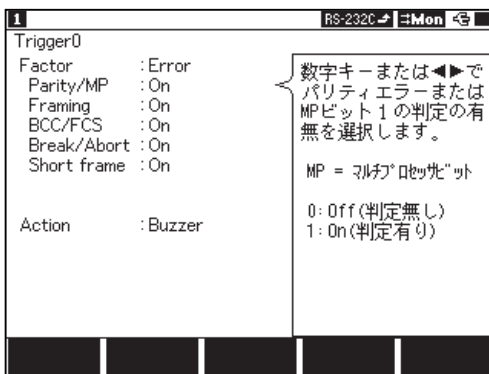 1 RS-232C Mon
Trigger0
Factor :Error
Parity/MP :On
Framing :On
BCC/FCS :On
Break/Abort :On
Short frame :On
Action :Buzzer
数字キーまたは◀▶で
パリティエラーまたは
MPビット1の判定の有
無を選択します。
MP = マルチプロセッサビット
0:Off(判定無し)
1:On(判定有り)